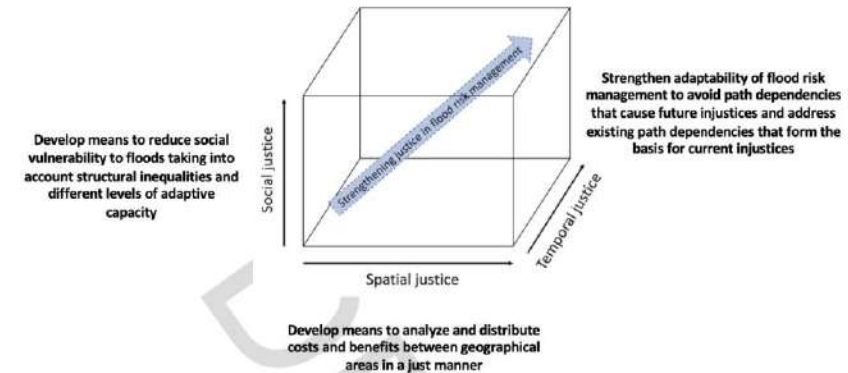 Strengthening justice in flood risk management
Strengthen adaptability of flood risk
management to avoid path dependencies
that cause future injustices and address
existing path dependencies that form the
basis for current injustices
Develop means to reduce social
vulnerability to floods taking into
account structural inequalities and
different levels of adaptive
capacity
Social justice
Temporal justice
Spatial justice
Develop means to analyze and distribute
costs and benefits between geographical
areas in a just manner